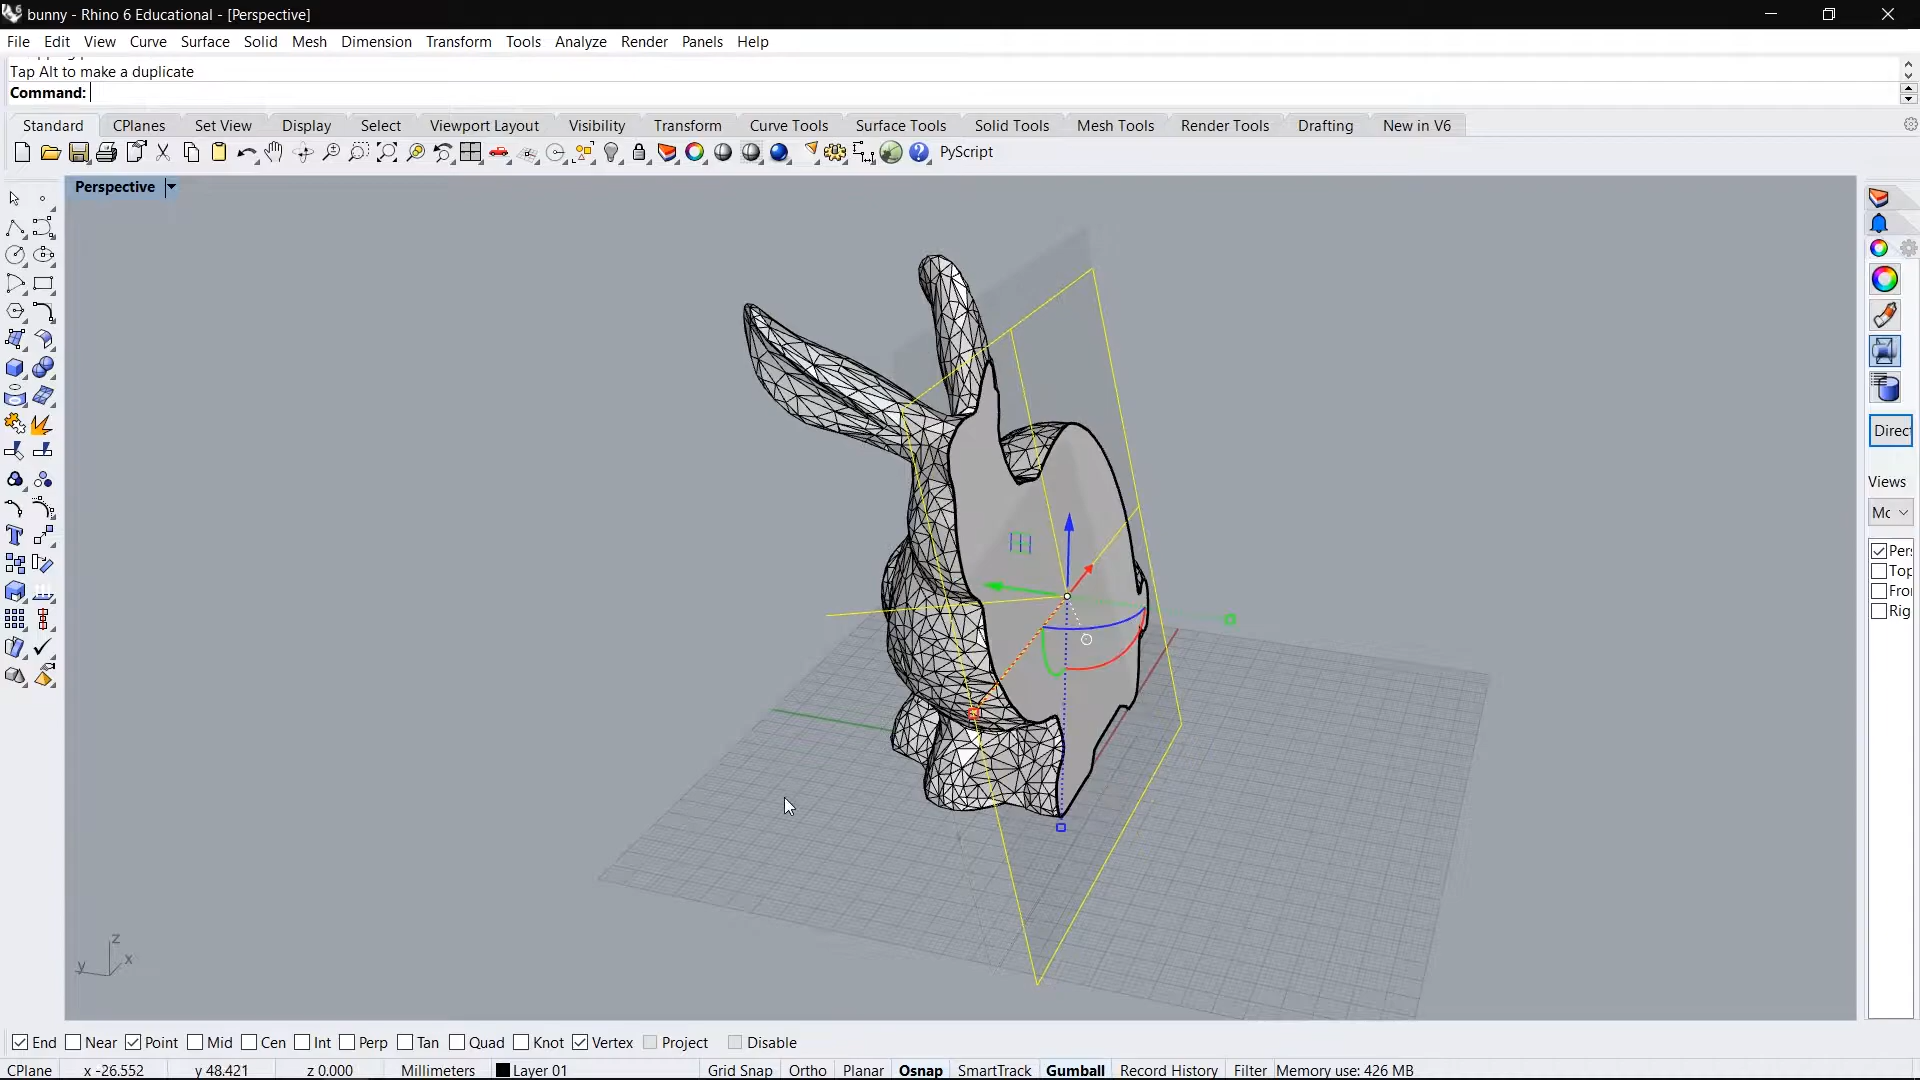 bunny - Rhino 6 Educational - [Perspective]
File Edit View Curve Surface Solid Mesh Dimension Transform Tools Analyze Render Panels Help
Tap Alt to make a duplicate
Command:
Standard CPlanes Set View Display Select Viewport Layout Visibility Transform Curve Tools Surface Tools Solid Tools Mesh Tools Render Tools Drafting New in V6
PyScript
Perspective
Direc
Views
Mc
Per
Top
Fro
Rig
z
y x
End Near Point Mid Cen Int Perp Tan Quad Knot Vertex Project Disable
CPlane x -26.552 y 48.421 z 0.000 Millimeters Layer 01 Grid Snap Ortho Planar Osnap SmartTrack Gumball Record History Filter Memory use: 426 MB